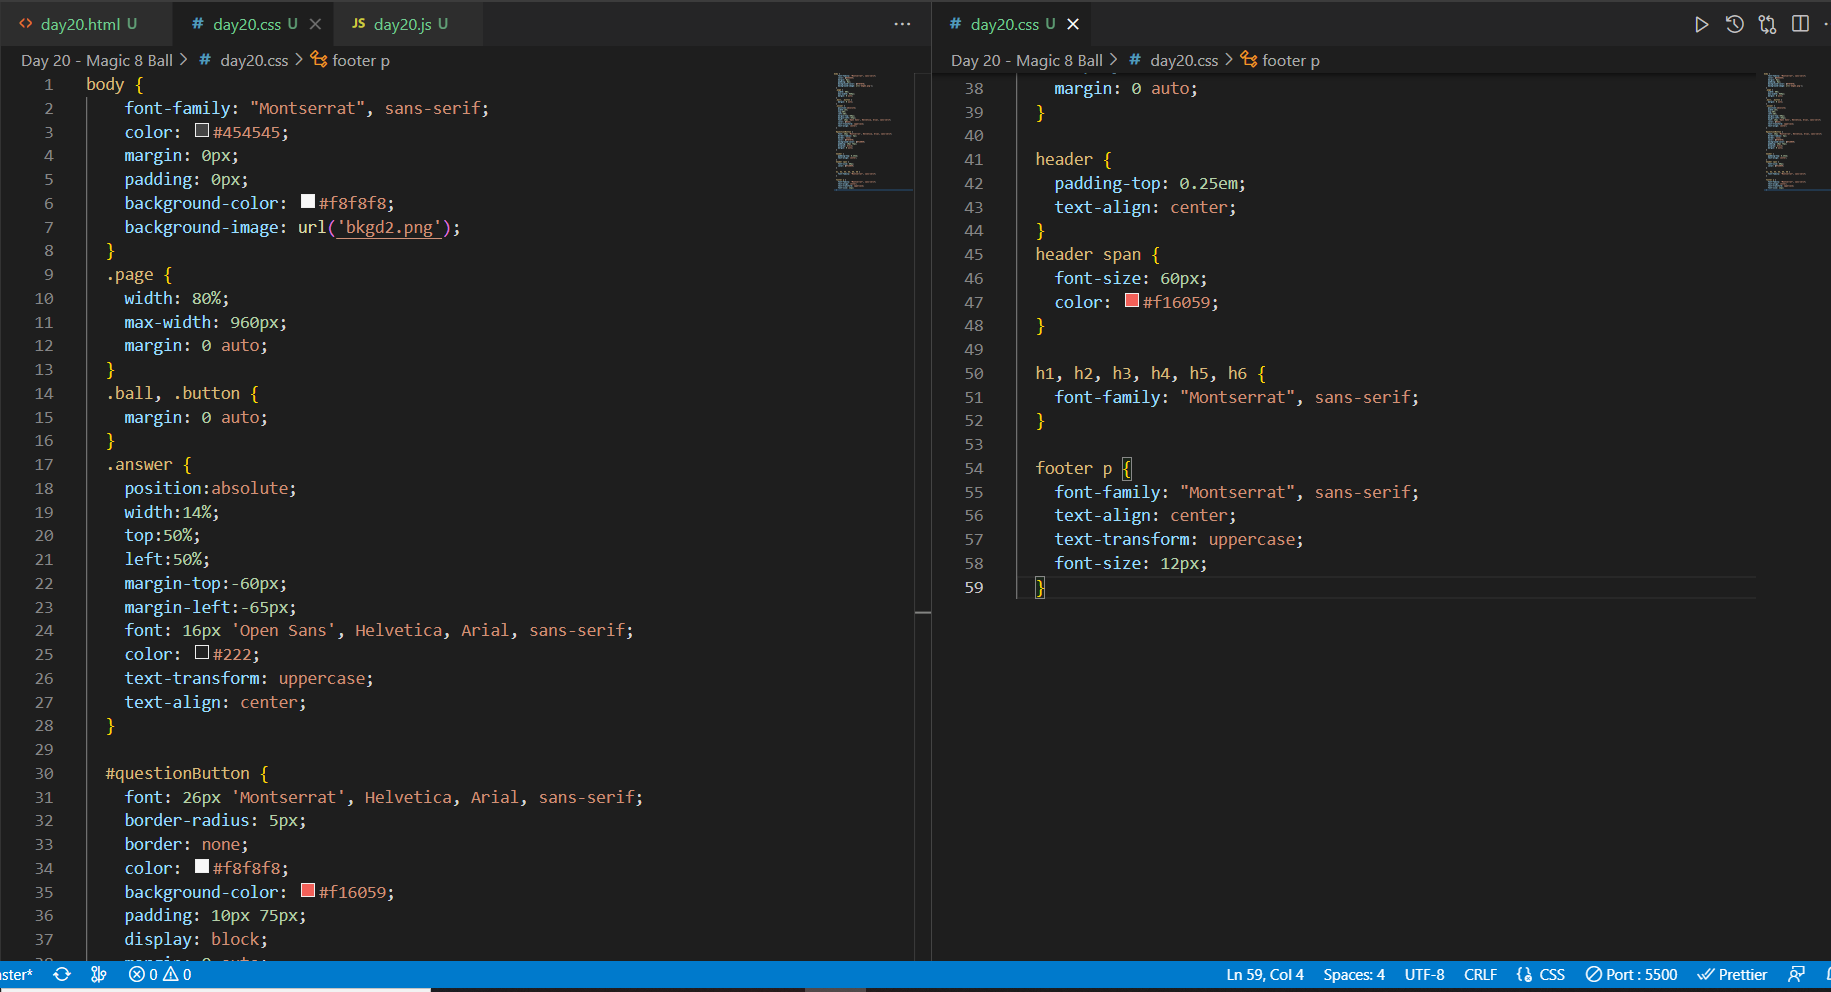 day20.html U
# day20.css U
JS day20.js U
Day 20 - Magic 8 Ball > # day20.css > footer p
1 body {
2 font-family: "Montserrat", sans-serif;
3 color: #454545;
4 margin: 0px;
5 padding: 0px;
6 background-color: #f8f8f8;
7 background-image: url('bkgd2.png');
8 }
9 .page {
10 width: 80%;
11 max-width: 960px;
12 margin: 0 auto;
13 }
14 .ball, .button {
15 margin: 0 auto;
16 }
17 .answer {
18 position:absolute;
19 width:14%;
20 top:50%;
21 left:50%;
22 margin-top:-60px;
23 margin-left:-65px;
24 font: 16px 'Open Sans', Helvetica, Arial, sans-serif;
25 color: #222;
26 text-transform: uppercase;
27 text-align: center;
28 }
29
30 #questionButton {
31 font: 26px 'Montserrat', Helvetica, Arial, sans-serif;
32 border-radius: 5px;
33 border: none;
34 color: #f8f8f8;
35 background-color: #f16059;
36 padding: 10px 75px;
37 display: block;
38 margin: 0 auto;
# day20.css U
Day 20 - Magic 8 Ball > # day20.css > footer p
38 margin: 0 auto;
39 }
40
41 header {
42 padding-top: 0.25em;
43 text-align: center;
44 }
45 header span {
46 font-size: 60px;
47 color: #f16059;
48 }
49
50 h1, h2, h3, h4, h5, h6 {
51 font-family: "Montserrat", sans-serif;
52 }
53
54 footer p {
55 font-family: "Montserrat", sans-serif;
56 text-align: center;
57 text-transform: uppercase;
58 font-size: 12px;
59 }
ster* 0 0 Ln 59, Col 4 Spaces: 4 UTF-8 CRLF CSS Port : 5500 Prettier